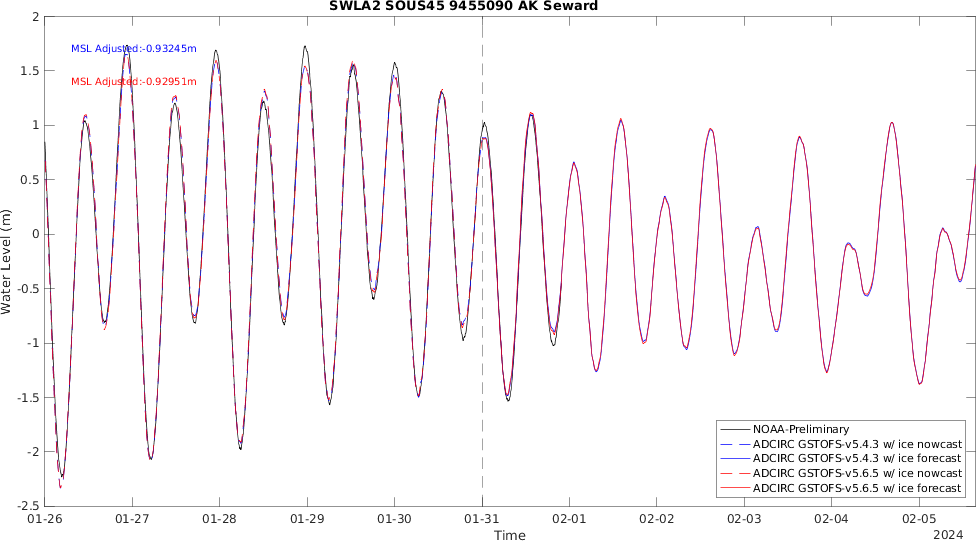 SWLA2 SOUS45 9455090 AK Seward
MSL Adjusted:-0.93245m
MSL Adjusted:-0.92951m
Water Level (m)
2
1.5
1
0.5
0
-0.5
-1
-1.5
-2
-2.5
NOAA-Preliminary
ADCIRC GSTOFS-v5.4.3 w/ ice nowcast
ADCIRC GSTOFS-v5.4.3 w/ ice forecast
ADCIRC GSTOFS-v5.6.5 w/ ice nowcast
ADCIRC GSTOFS-v5.6.5 w/ ice forecast
01-26 01-27 01-28 01-29 01-30 01-31 02-01 02-02 02-03 02-04 02-05
Time
2024